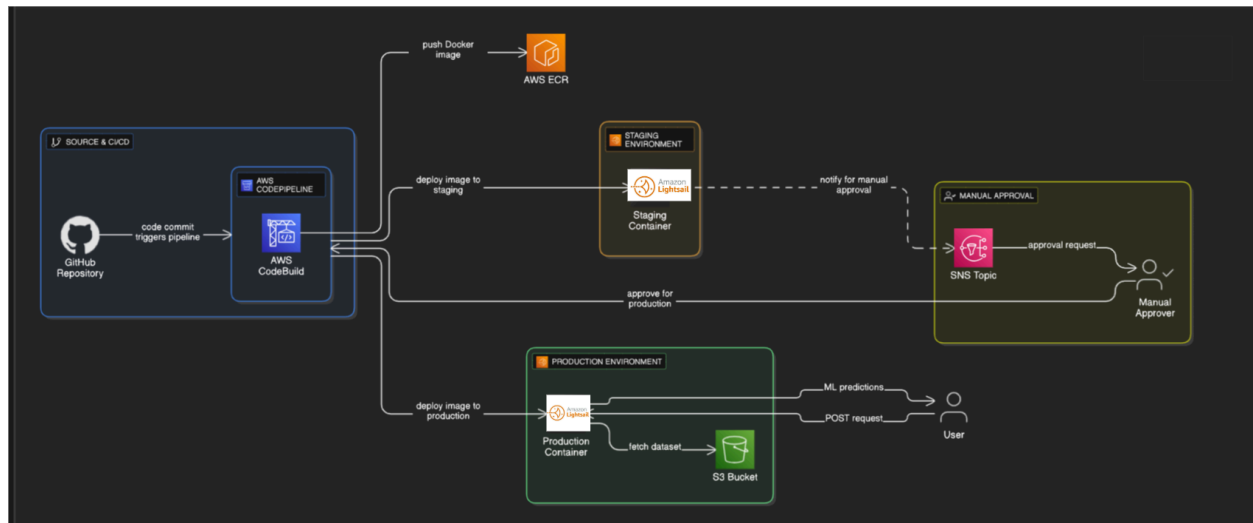 push Docker
image
AWS ECR
SOURCE & CI/CD
AWS
CODEPIPELINE
GitHub
Repository
code commit
triggers pipeline
AWS
CodeBuild
deploy image to
staging
STAGING
ENVIRONMENT
Amazon
Lightsail
Staging
Container
notify for manual
approval
MANUAL APPROVAL
SNS Topic
approval request
Manual
Approver
approve for
production
PRODUCTION ENVIRONMENT
deploy image to
production
Amazon
Lightsail
Production
Container
fetch dataset
S3 Bucket
ML predictions
POST request
User